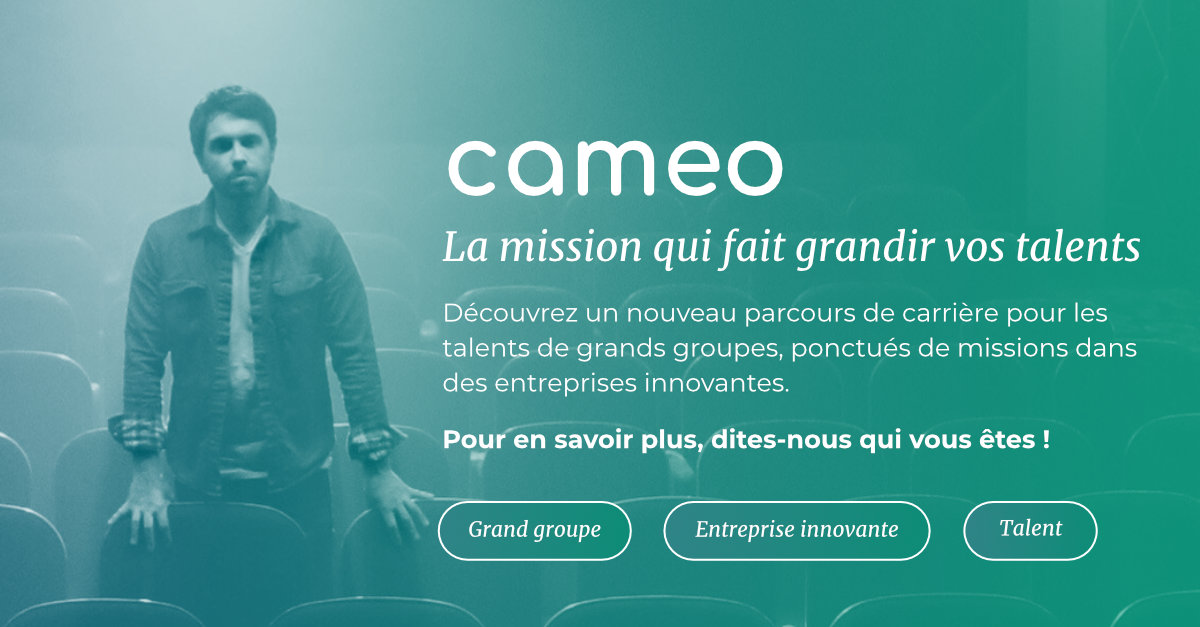 cameo
La mission qui fait grandir vos talents
Découvrez un nouveau parcours de carrière pour les
talents de grands groupes, ponctués de missions dans
des entreprises innovantes.
Pour en savoir plus, dites-nous qui vous êtes !
Grand groupe
Entreprise innovante
Talent